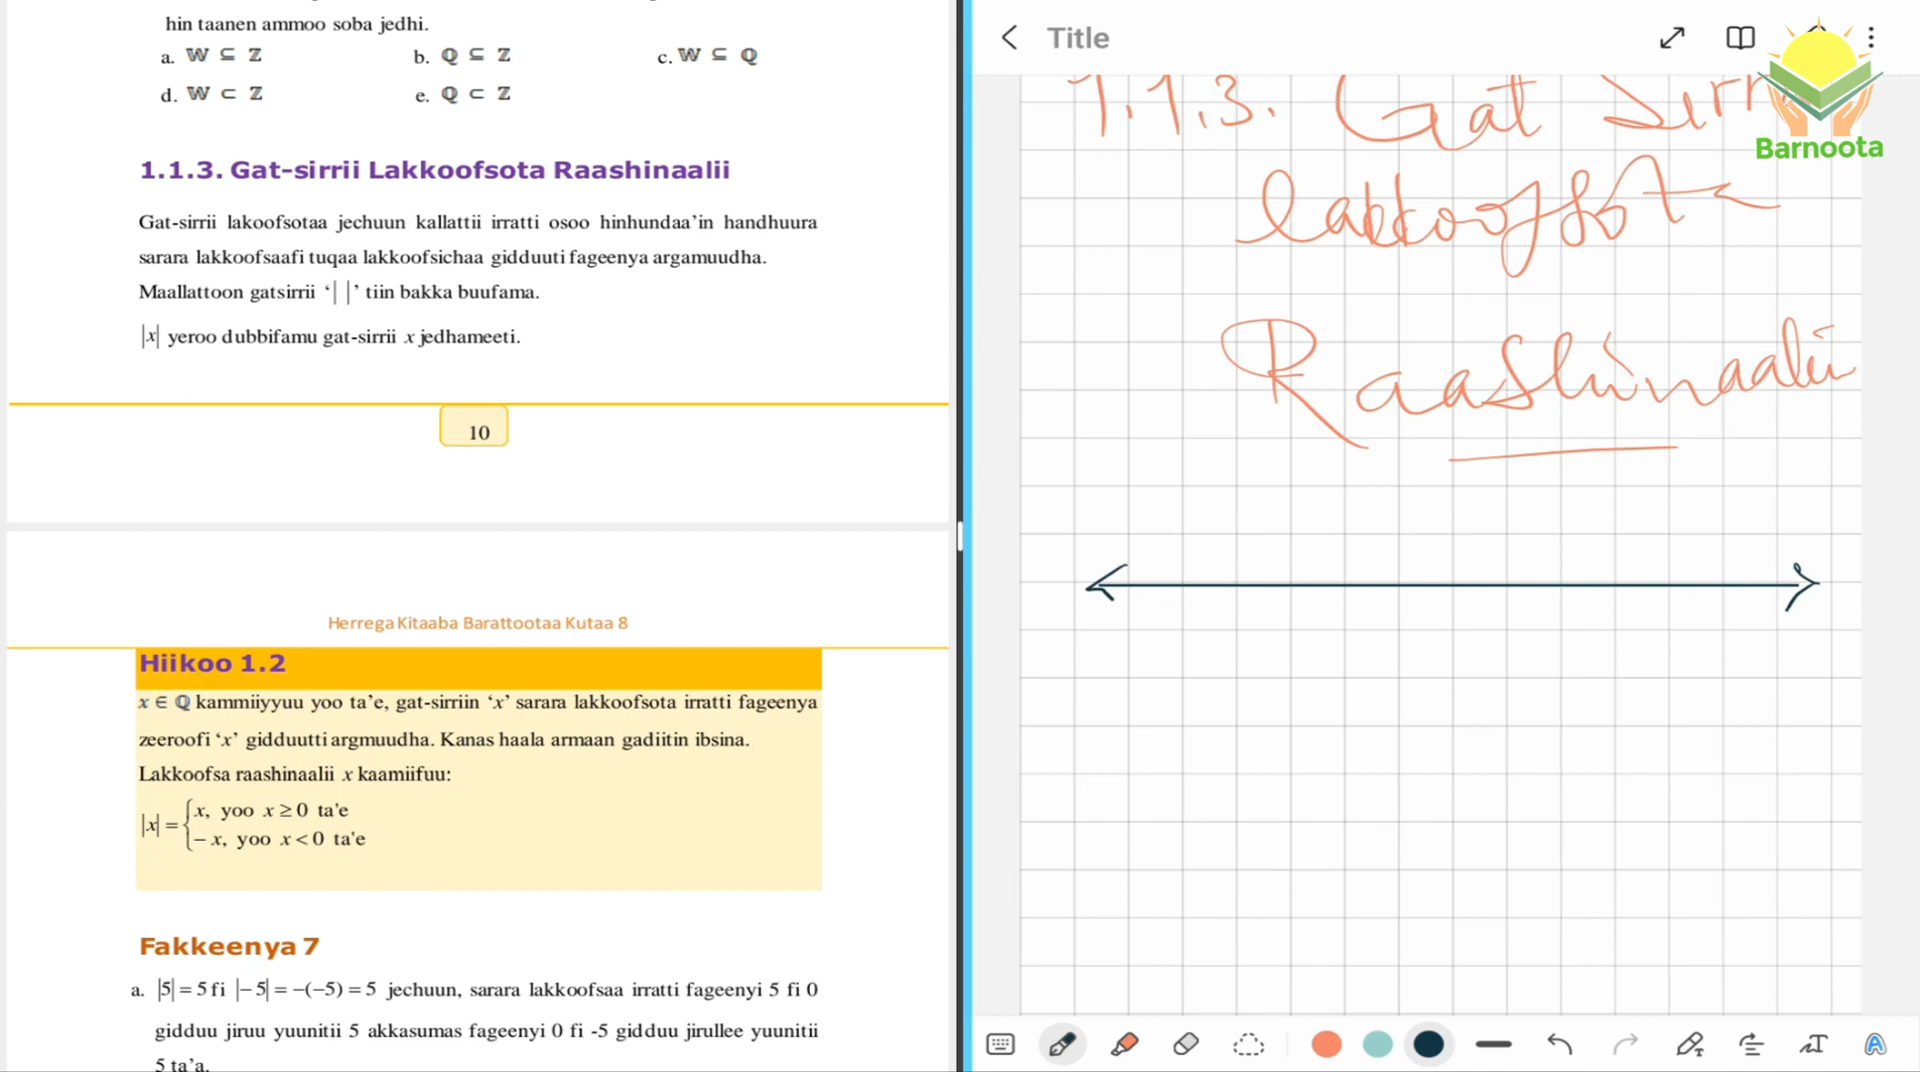 hin taanen ammoo soba jedhi.
a. 𝕎 ⊆ ℤ b. ℚ ⊆ ℤ c. 𝕎 ⊆ ℚ
d. 𝕎 ⊂ ℤ e. ℚ ⊂ ℤ
1.1.3. Gat-sirrii Lakkoofsota Raashinaalii
Gat-sirrii lakoofsotaa jechuun kallattii irratti osoo hinhundaa’in handhuura
sarara lakkoofsaafi tuqaa lakkoofsichaa gidduuti fageenya argamuudha.
Maallattoon gatsirrii ‘| |’ tiin bakka buufama.
|x| yeroo dubbifamu gat-sirrii x jedhameeti.
10
Herrega Kitaaba Barattootaa Kutaa 8
Hiikoo 1.2
x ∈ ℚ kammiiyyuu yoo ta’e, gat-sirriin ‘x’ sarara lakkoofsota irratti fageenya
zeeroofi ‘x’ gidduutti argmuudha. Kanas haala armaan gadiitin ibsina.
Lakkoofsa raashinaalii x kaamiifuu:
|x| = { x, yoo x ≥ 0 ta'e
− x, yoo x < 0 ta'e
Fakkeenya 7
a. |5| = 5 fi |− 5| = −(−5) = 5 jechuun, sarara lakkoofsaa irratti fageenyi 5 fi 0
gidduu jiruu yuunitii 5 akkasumas fageenyi 0 fi -5 gidduu jirullee yuunitii
5 ta’a.
Title
Barnoota
1.1.3. Gat
lakkoofsota
Raashinaalii